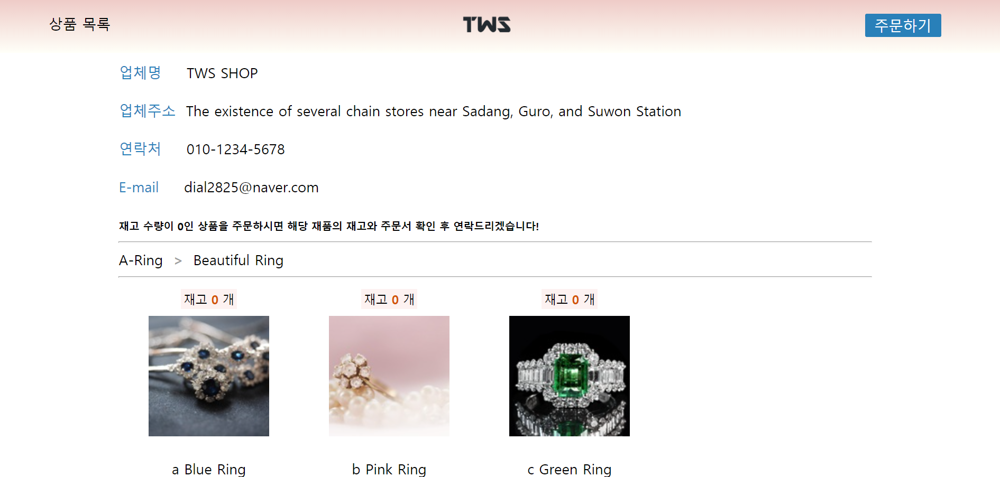 상품 목록 TWS 주문하기
업체명 TWS SHOP
업체주소 The existence of several chain stores near Sadang, Guro, and Suwon Station
연락처 010-1234-5678
E-mail dial2825@naver.com
재고 수량이 0인 상품을 주문하시면 해당 재품의 재고와 주문서 확인 후 연락드리겠습니다!
A-Ring > Beautiful Ring
재고 0 개 재고 0 개 재고 0 개
a Blue Ring b Pink Ring c Green Ring